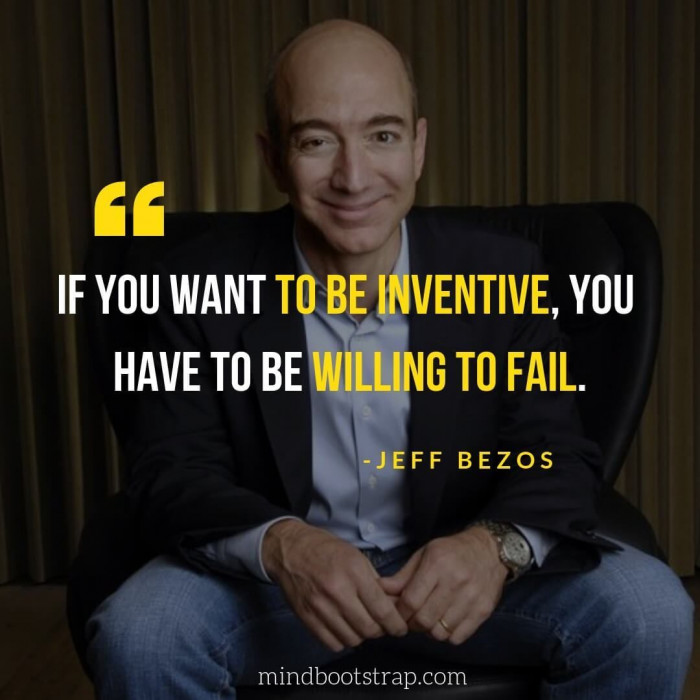 “
IF YOU WANT TO BE INVENTIVE, YOU
HAVE TO BE WILLING TO FAIL.
-JEFF BEZOS
mindbootstrap.com